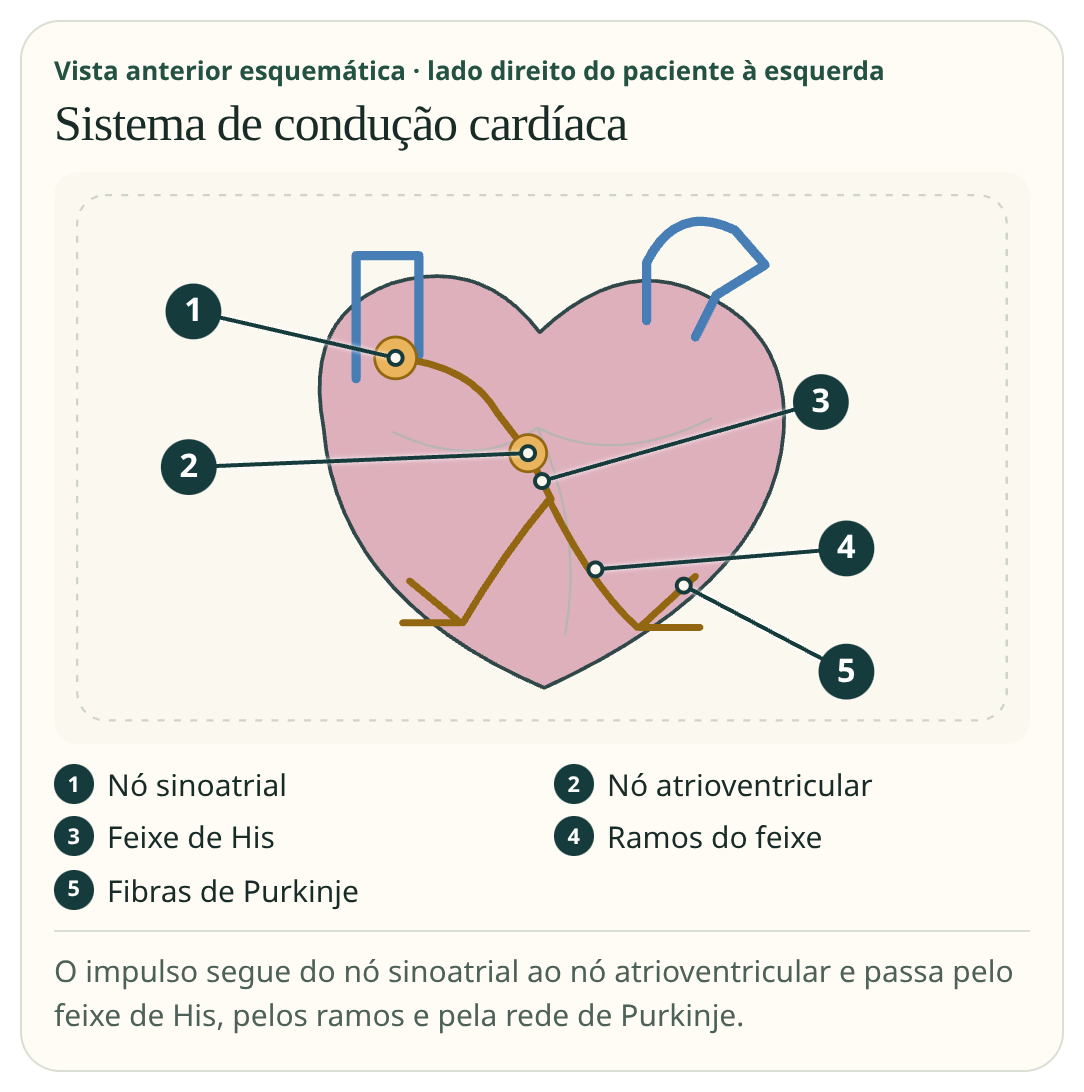 Vista anterior esquemática · lado direito do paciente à esquerda
Sistema de condução cardíaca
1
2
3
4
5
1 Nó sinoatrial
2 Nó atrioventricular
3 Feixe de His
4 Ramos do feixe
5 Fibras de Purkinje
O impulso segue do nó sinoatrial ao nó atrioventricular e passa pelo
feixe de His, pelos ramos e pela rede de Purkinje.